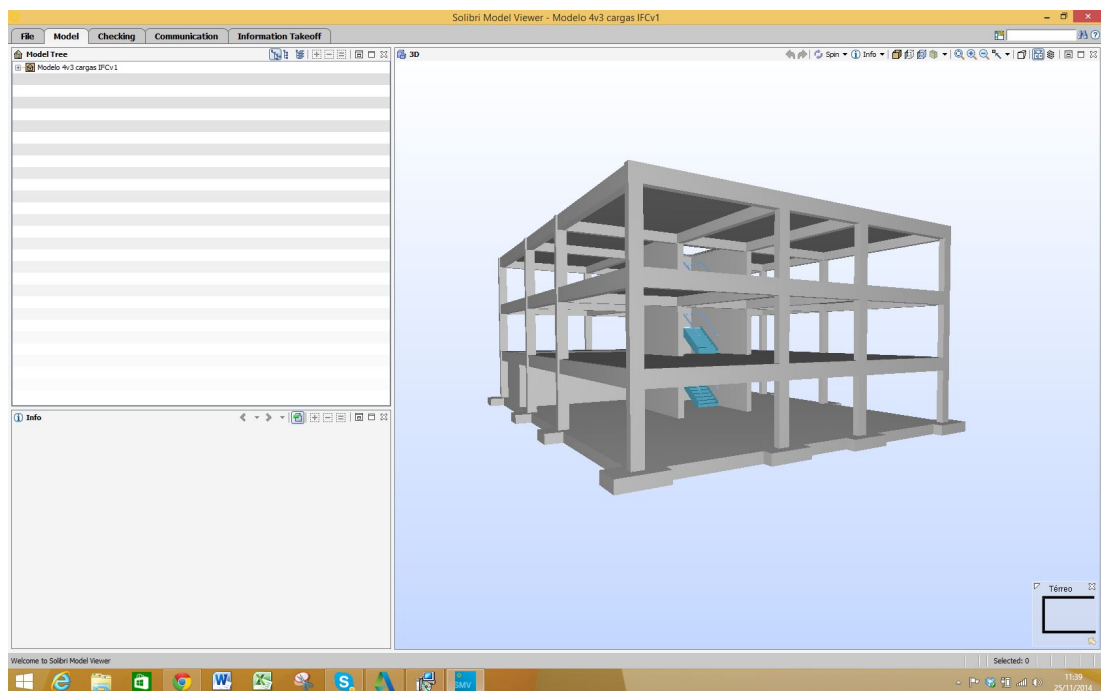 Solibri Model Viewer - Modelo 4v3 cargas IFCv1
File Model Checking Communication Information Takeoff
Model Tree
Modelo 4v3 cargas IFCv1
3D
Spin Info
Info
Térreo
Welcome to Solibri Model Viewer
Selected: 0
SMV
11:39
25/11/2014